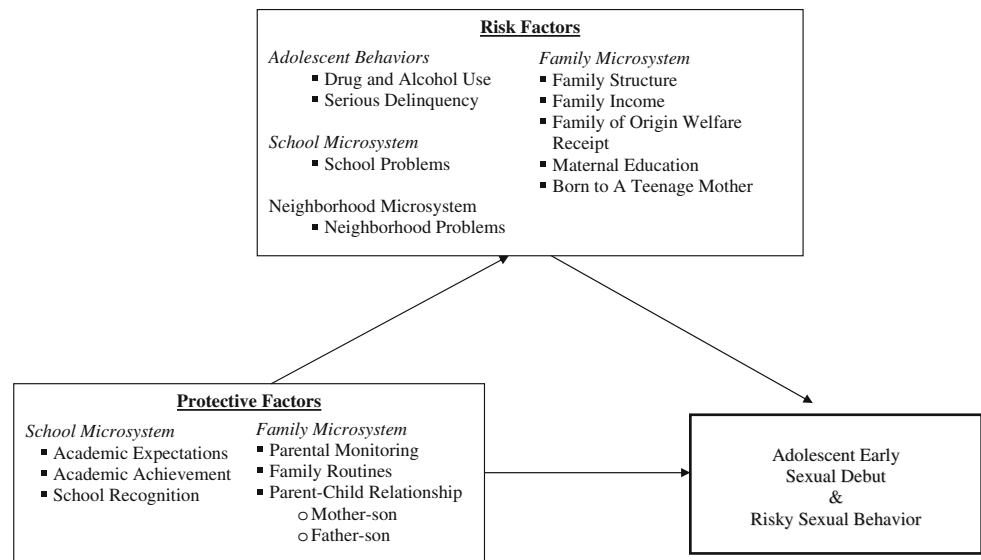 Risk Factors
Adolescent Behaviors
▪ Drug and Alcohol Use
▪ Serious Delinquency
School Microsystem
▪ School Problems
Neighborhood Microsystem
▪ Neighborhood Problems
Family Microsystem
▪ Family Structure
▪ Family Income
▪ Family of Origin Welfare
Receipt
▪ Maternal Education
▪ Born to A Teenage Mother
Protective Factors
School Microsystem
▪ Academic Expectations
▪ Academic Achievement
▪ School Recognition
Family Microsystem
▪ Parental Monitoring
▪ Family Routines
▪ Parent-Child Relationship
o Mother-son
o Father-son
Adolescent Early
Sexual Debut
&
Risky Sexual Behavior